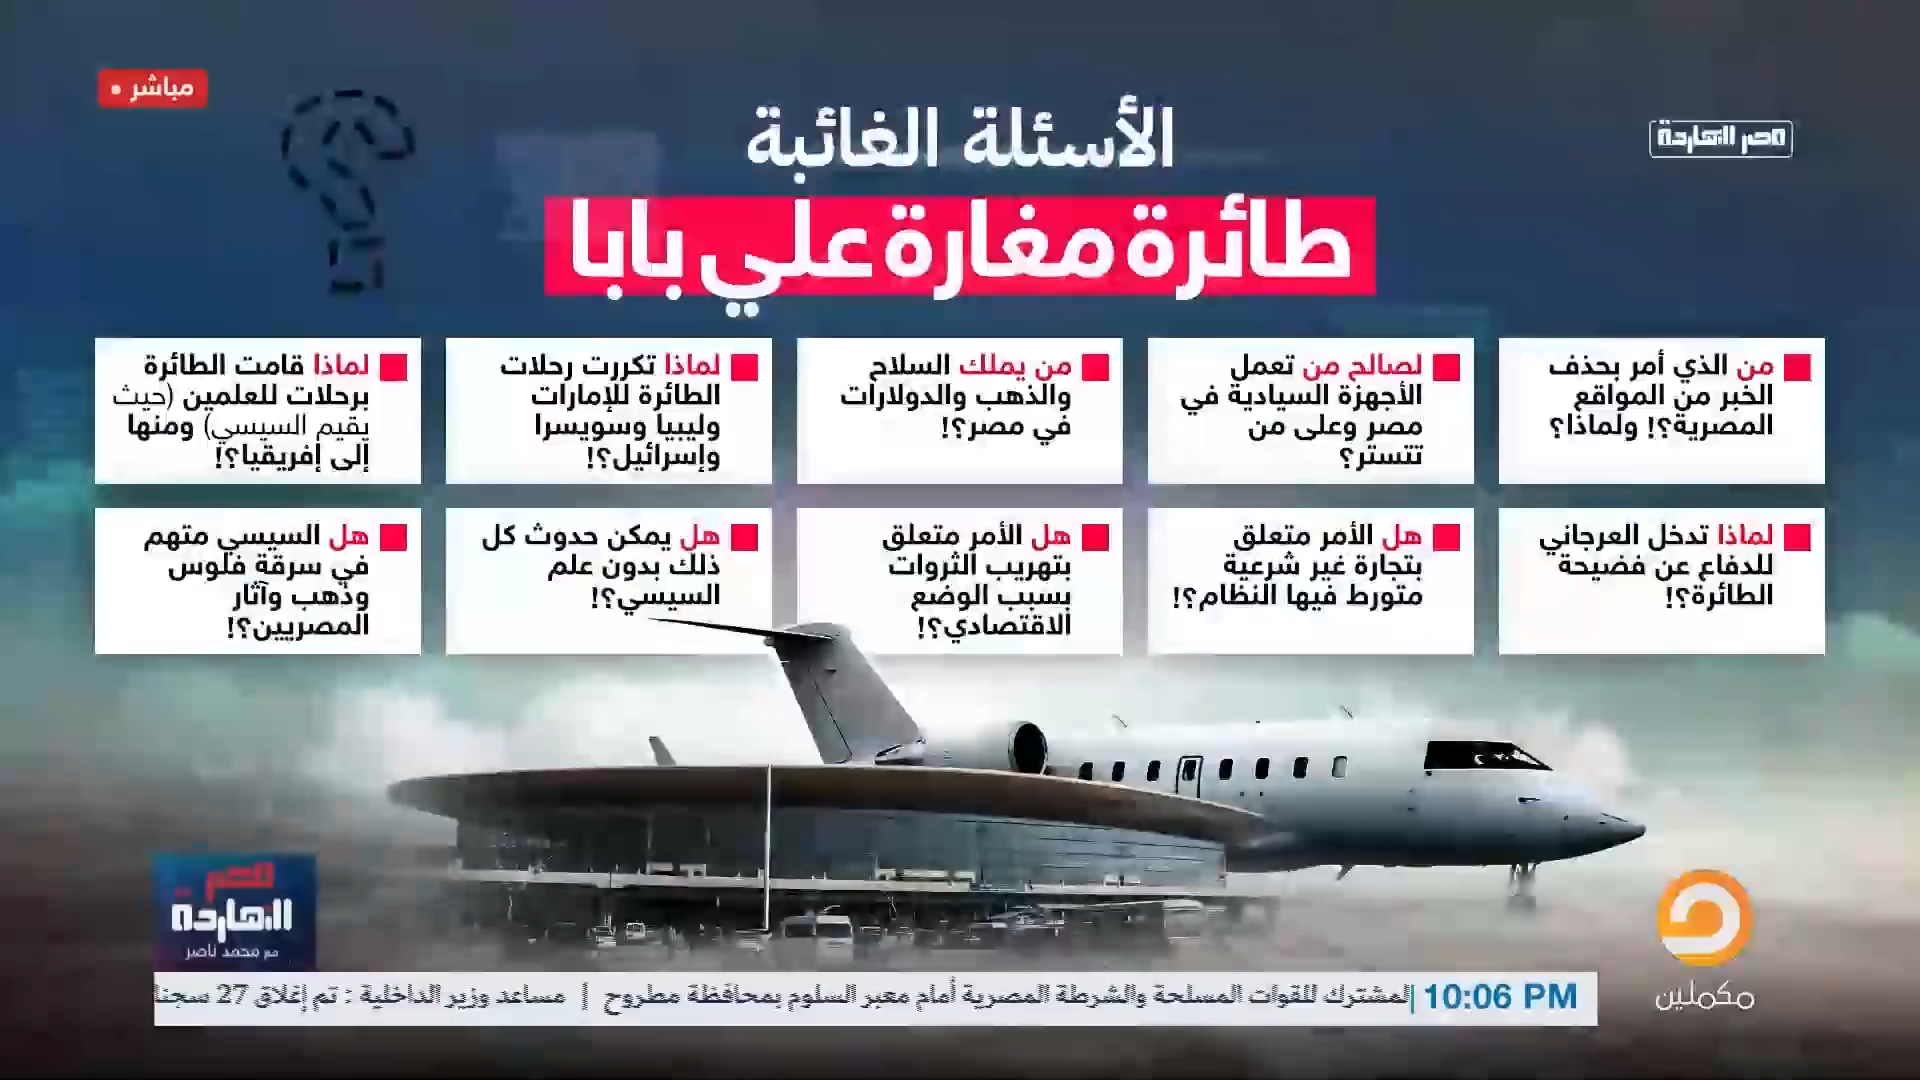 مباشر
الأسئلة الغائبة
مصر النهاردة
طائرة مغارة علي بابا
من الذي أمر بحذف
الخبر من المواقع
المصرية؟! ولماذا؟
لصالح من تعمل
الأجهزة السيادية في
مصر وعلى من
تتستر؟
من يملك السلاح
والذهب والدولارات
في مصر؟!
لماذا تكررت رحلات
الطائرة للإمارات
وليبيا وسويسرا
وإسرائيل؟!
لماذا قامت الطائرة
برحلات للعلمين (حيث
يقيم السيسي) ومنها
إلى إفريقيا؟!
لماذا تدخل العرجاني
للدفاع عن فضيحة
الطائرة؟!
هل الأمر متعلق
بتجارة غير شرعية
متورط فيها النظام؟!
هل الأمر متعلق
بتهريب الثروات
بسبب الوضع
الاقتصادي؟!
هل يمكن حدوث كل
ذلك بدون علم
السيسي؟!
هل السيسي متهم
في سرقة فلوس
وذهب وآثار
المصريين؟!
مصر
النهاردة
مع محمد ناصر
10:06 PM
المشترك للقوات المسلحة والشرطة المصرية أمام معبر السلوم بمحافظة مطروح | مساعد وزير الداخلية : تم إغلاق 27 سجنا
مكملين